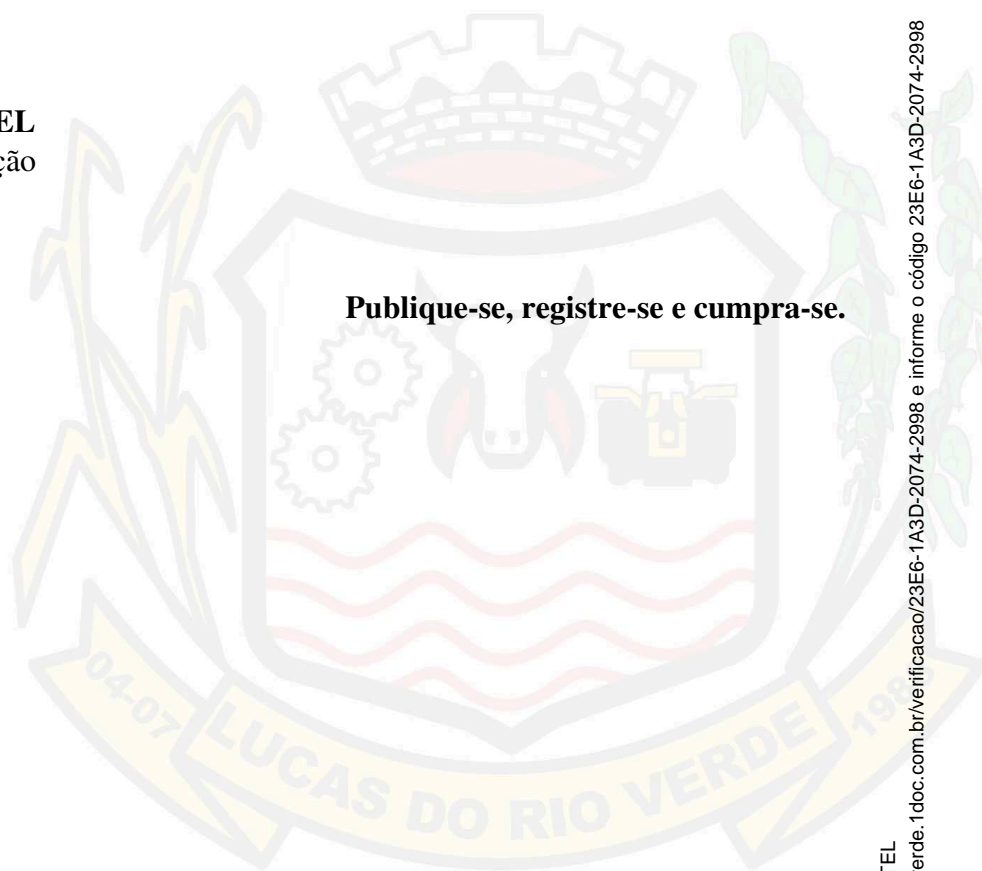 EL
ção
Publique-se, registre-se e cumpra-se.
04-07
LUCAS DO RIO VERDE
1988
TEL
erde.1doc.com.br/verificacao/23E6-1A3D-2074-2998 e informe o código 23E6-1A3D-2074-2998